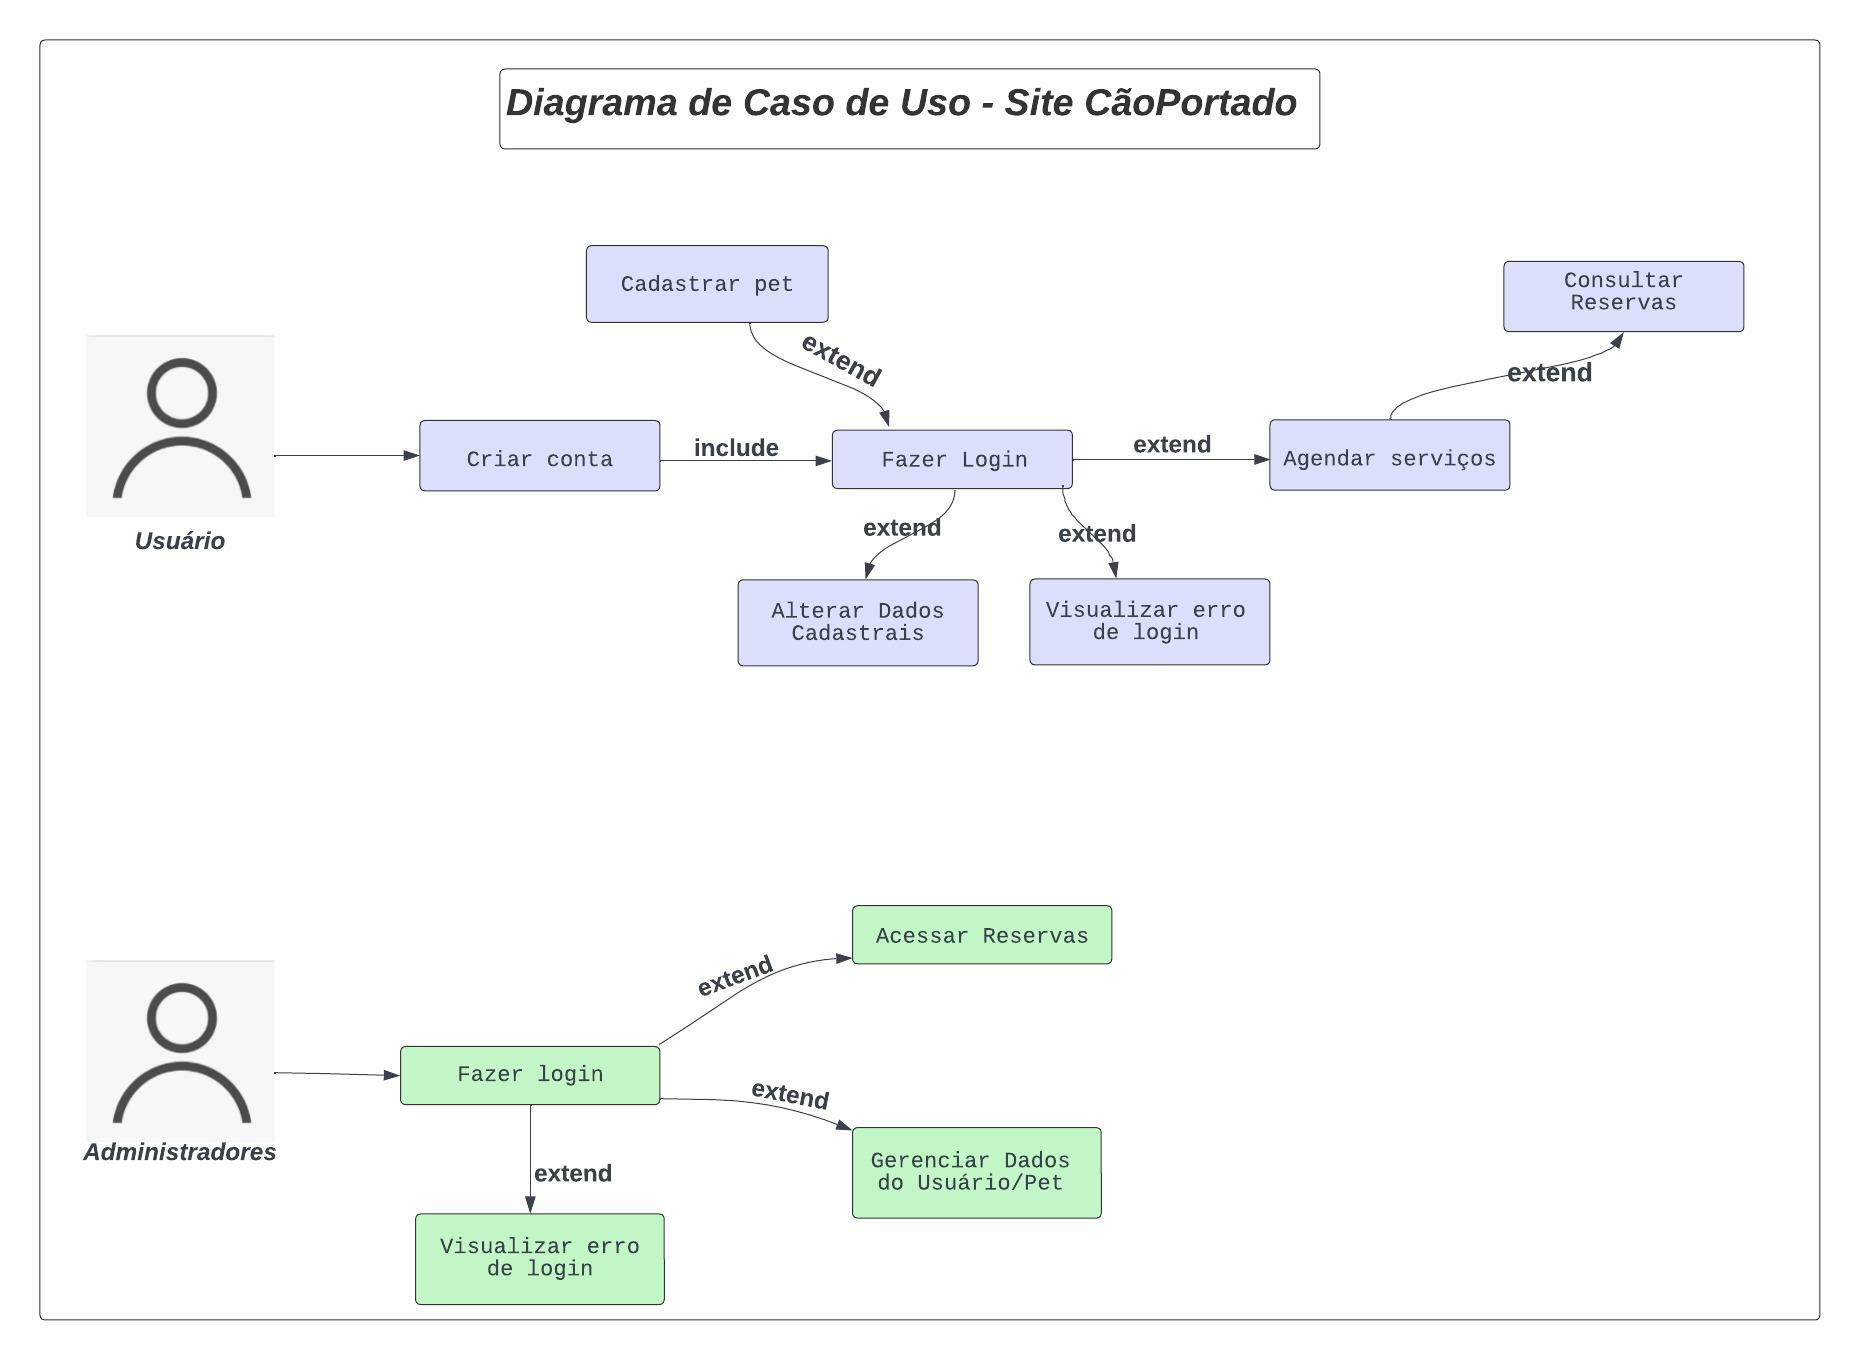 Diagrama de Caso de Uso - Site CãoPortado
Cadastrar pet
Consultar
Reservas
extend
extend
Criar conta
include
Fazer Login
extend
Agendar serviços
Usuário
extend
extend
Alterar Dados
Cadastrais
Visualizar erro
de login
Acessar Reservas
extend
Fazer login
extend
Administradores
extend
Gerenciar Dados
do Usuário/Pet
Visualizar erro
de login